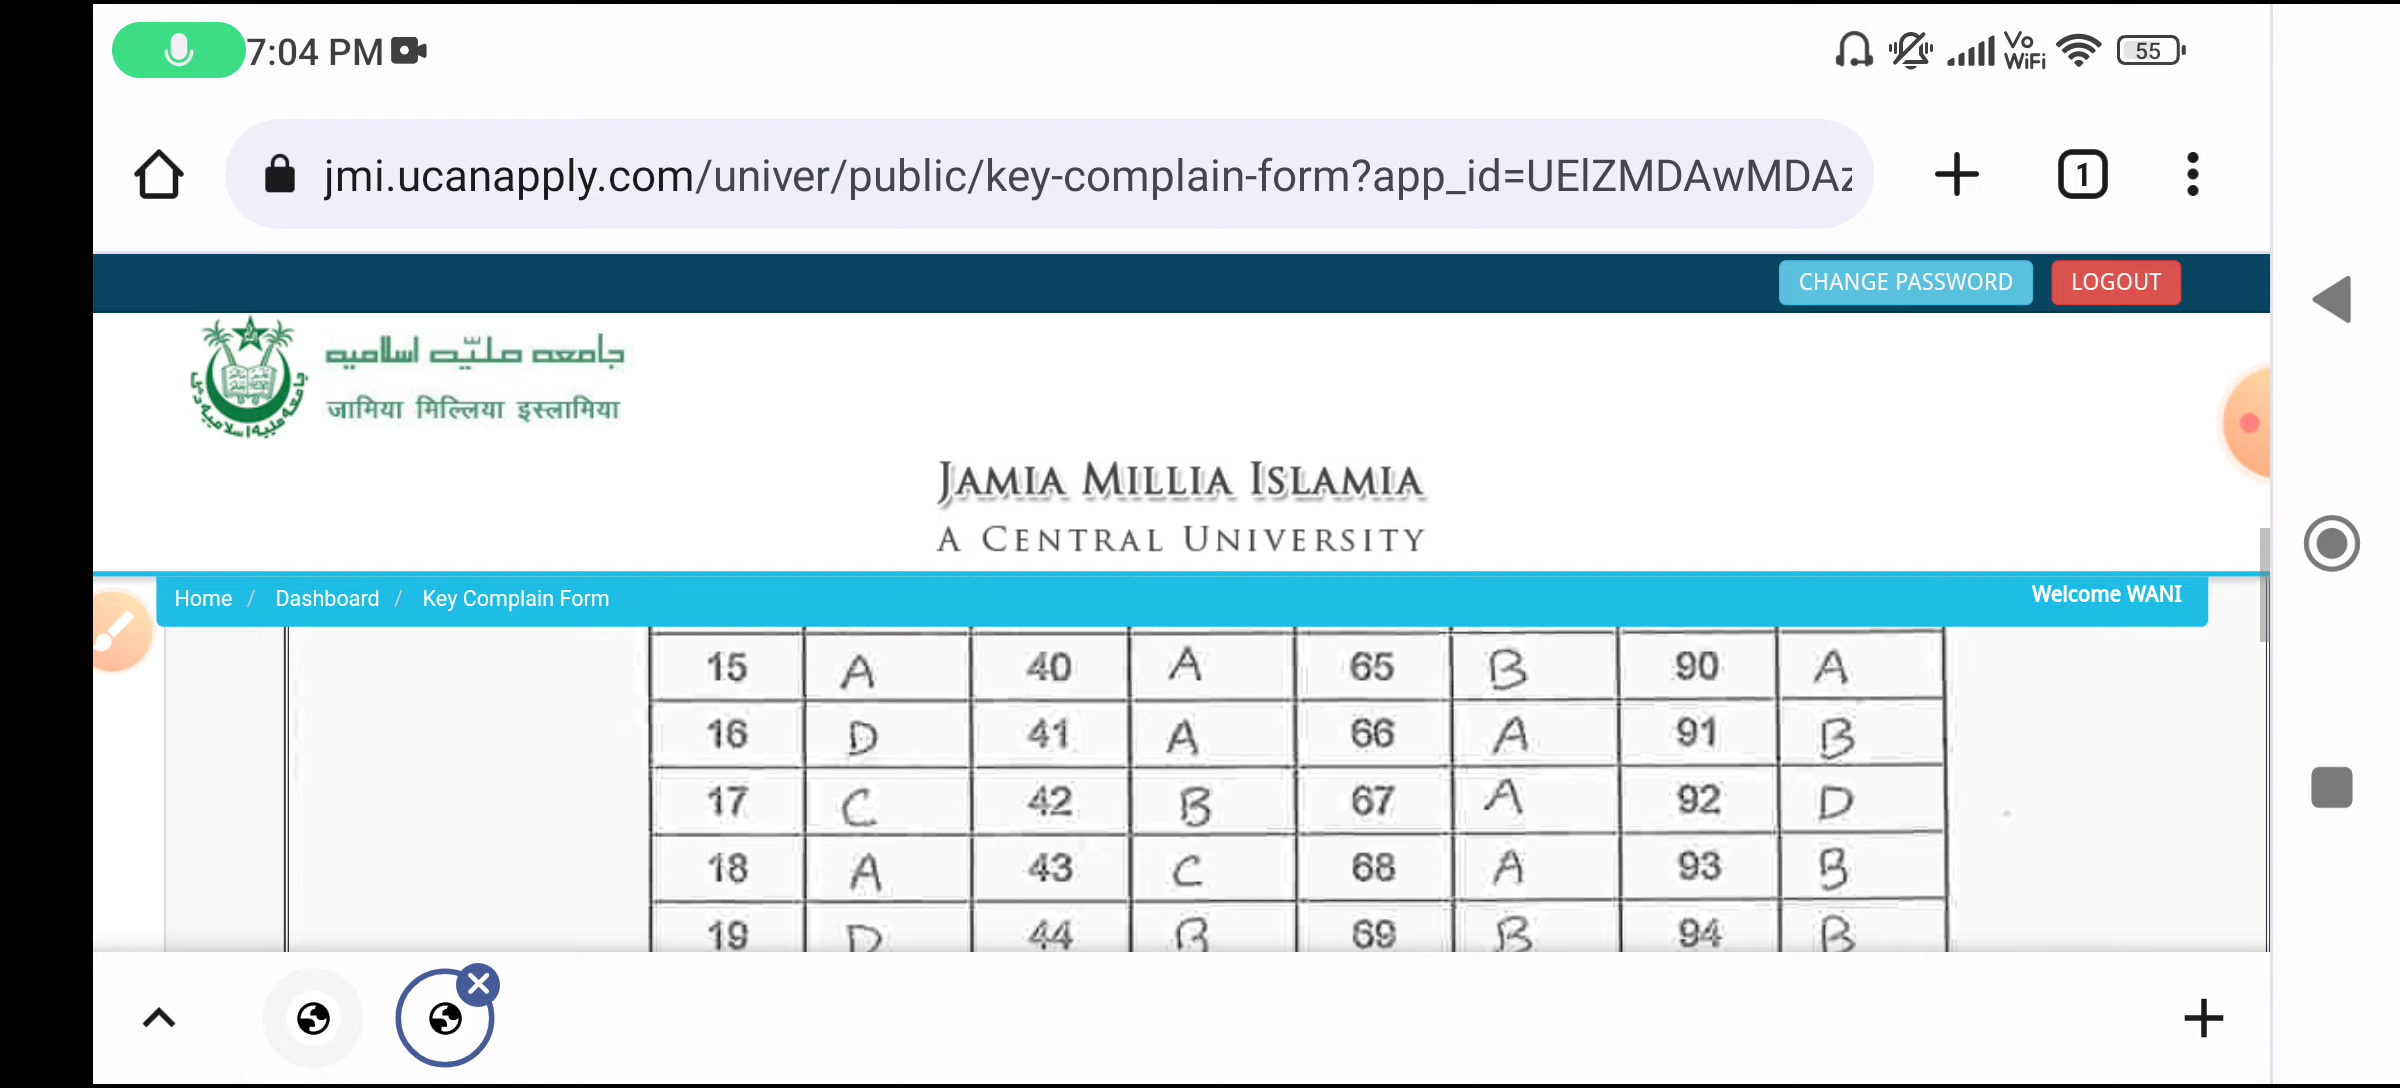 7:04 PM
Vo WiFi
55
jmi.ucanapply.com/univer/public/key-complain-form?app_id=UElZMDAwMDAz
1
CHANGE PASSWORD LOGOUT
جامعہ ملیّہ اسلامیہ
जामिया मिल्लिया इस्लामिया
JAMIA MILLIA ISLAMIA
A CENTRAL UNIVERSITY
Home / Dashboard / Key Complain Form
Welcome WANI
15 A 40 A 65 B 90 A
16 D 41 A 66 A 91 B
17 C 42 B 67 A 92 D
18 A 43 C 68 A 93 B
19 D 44 B 69 B 94 B